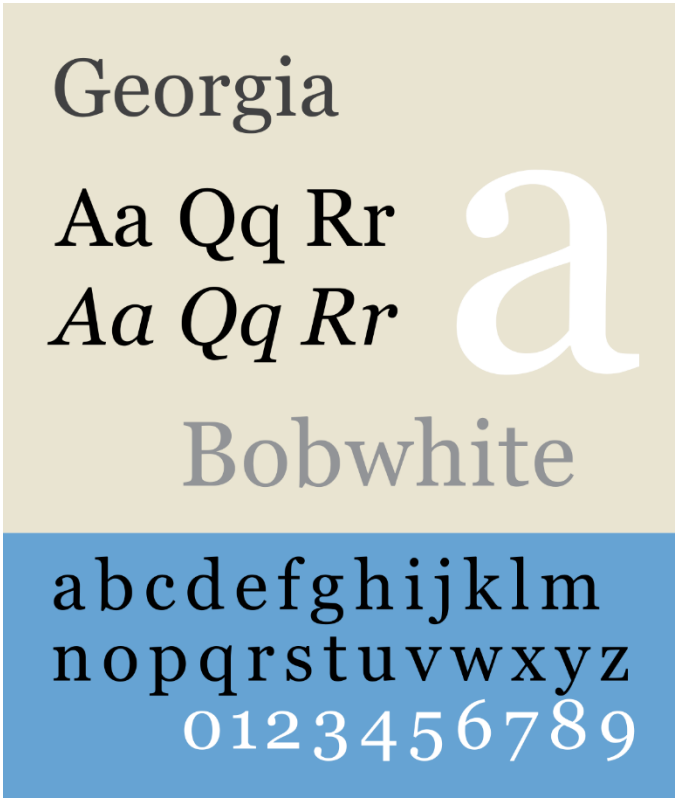 Georgia
Aa Qq Rr
Aa Qq Rr
a
Bobwhite
abcdefghijklm
nopqrstuvwxyz
0123456789